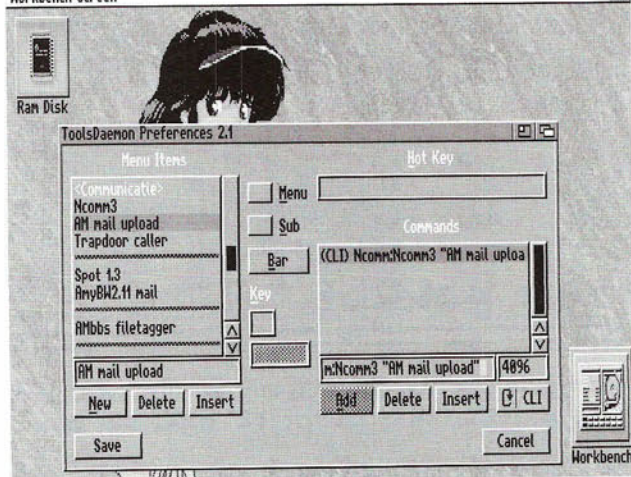 Workbench Screen
Ram Disk
ToolsDaemon Preferences 2.1
Menu Items
Hot Key
<Communicatie>
Ncomm3
AM mail upload
Trapdoor caller
Spot 1.3
AmyBW2.11 mail
AMbbs filetagger
AM mail upload
New
Delete
Insert
Save
Menu
Sub
Bar
Key
Commands
(CLI) Ncomm:Ncomm3 "AM mail uploa
m:Ncomm3 "AM mail upload"
4096
Add
Delete
Insert
CLI
Cancel
Workbench